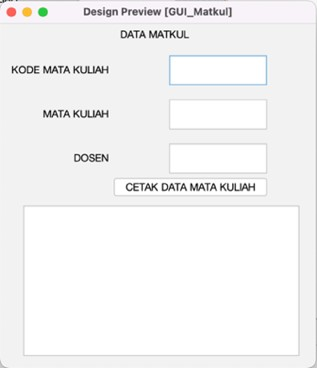 Design Preview [GUI_Matkul]
DATA MATKUL
KODE MATA KULIAH
MATA KULIAH
DOSEN
CETAK DATA MATA KULIAH